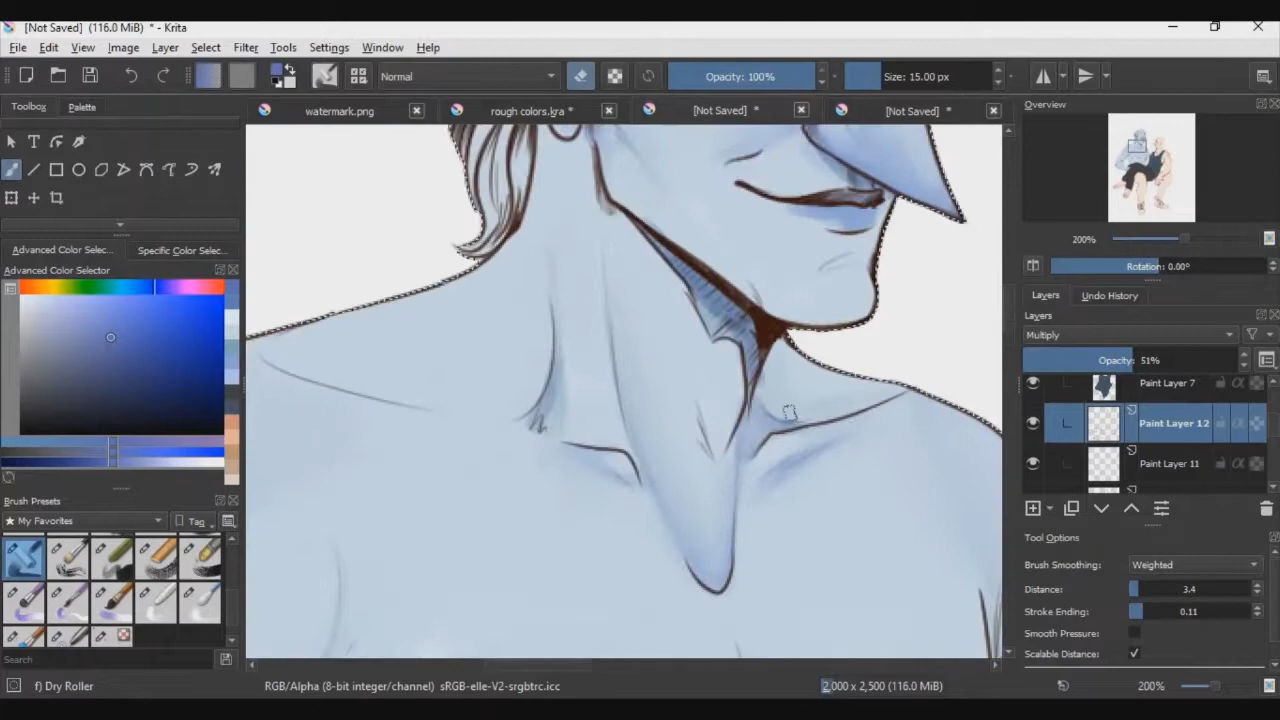 [Not Saved] (116.0 MiB) * - Krita
File Edit View Image Layer Select Filter Tools Settings Window Help
Normal Opacity: 100% Size: 15.00 px
Toolbox Palette
watermark.png rough colors.kra * [Not Saved] * [Not Saved] *
Overview
200%
Rotation: 0.00°
Advanced Color Selec... Specific Color Selec...
Advanced Color Selector
Layers Undo History
Layers
Multiply
Opacity: 51%
Paint Layer 7
Paint Layer 12
Paint Layer 11
Brush Presets
My Favorites Tag
Tool Options
Brush Smoothing: Weighted
Distance: 3.4
Stroke Ending: 0.11
Smooth Pressure:
Scalable Distance:
Search
f) Dry Roller RGB/Alpha (8-bit integer/channel) sRGB-elle-V2-srgbtrc.icc 2,000 x 2,500 (116.0 MiB) 200%